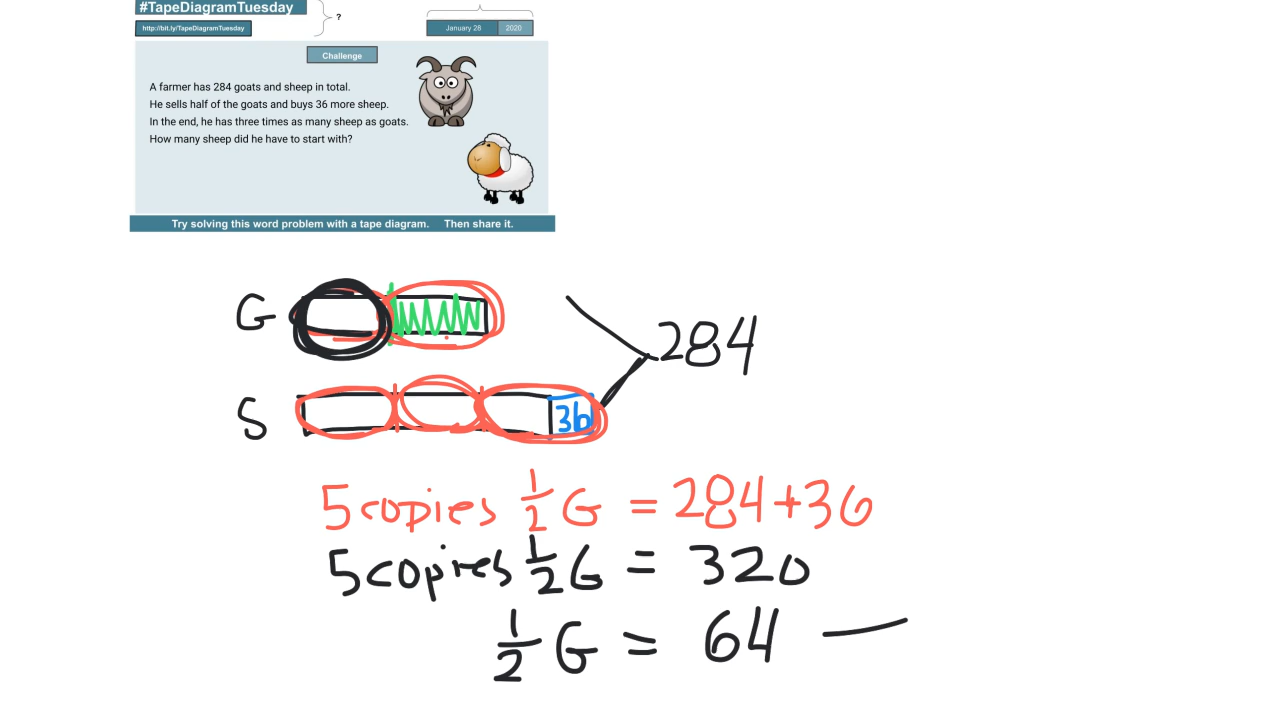 #TapeDiagramTuesday
http://bit.ly/TapeDiagramTuesday
?
January 28 2020
Challenge
A farmer has 284 goats and sheep in total.
He sells half of the goats and buys 36 more sheep.
In the end, he has three times as many sheep as goats.
How many sheep did he have to start with?
Try solving this word problem with a tape diagram. Then share it.
G
284
S 36
5 copies 1/2 G = 284+36
5 copies 1/2 G = 320
1/2 G = 64 —